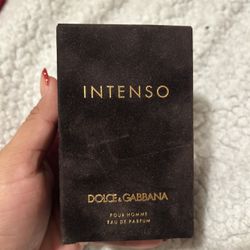 INTENSO
DOLCE & GABBANA
POUR HOMME
EAU DE PARFUM